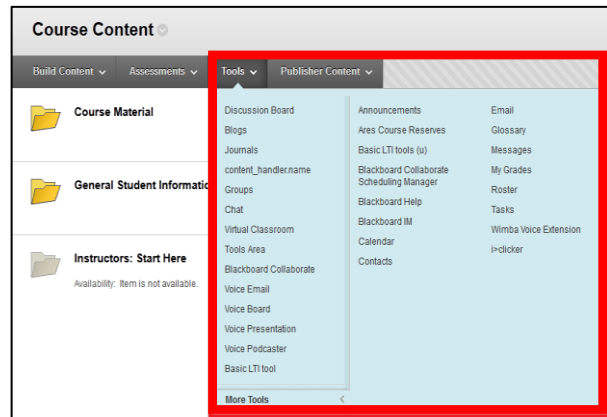 Course Content
Build Content
Assessments
Tools
Publisher Content
Course Material
General Student Informatio
Instructors: Start Here
Availability: Item is not available.
Discussion Board
Blogs
Journals
content_handler.name
Groups
Chat
Virtual Classroom
Tools Area
Blackboard Collaborate
Voice Email
Voice Board
Voice Presentation
Voice Podcaster
Basic LTI tool
More Tools
Announcements
Ares Course Reserves
Basic LTI tools (u)
Blackboard Collaborate
Scheduling Manager
Blackboard Help
Blackboard IM
Calendar
Contacts
Email
Glossary
Messages
My Grades
Roster
Tasks
Wimba Voice Extension
i>clicker